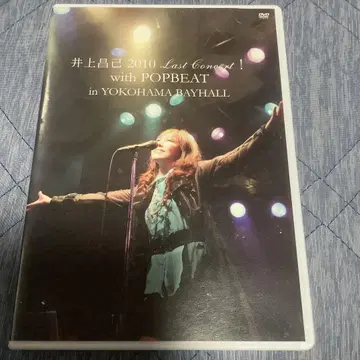 DVD
井上昌己 2010 Last Concert!
with POPBEAT
in YOKOHAMA BAYHALL